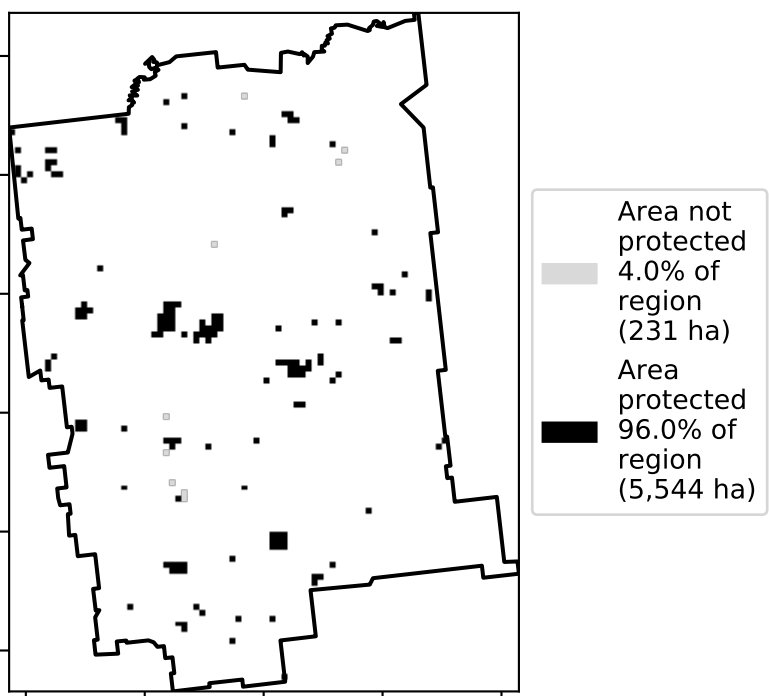 Area not
protected
4.0% of
region
(231 ha)
Area
protected
96.0% of
region
(5,544 ha)